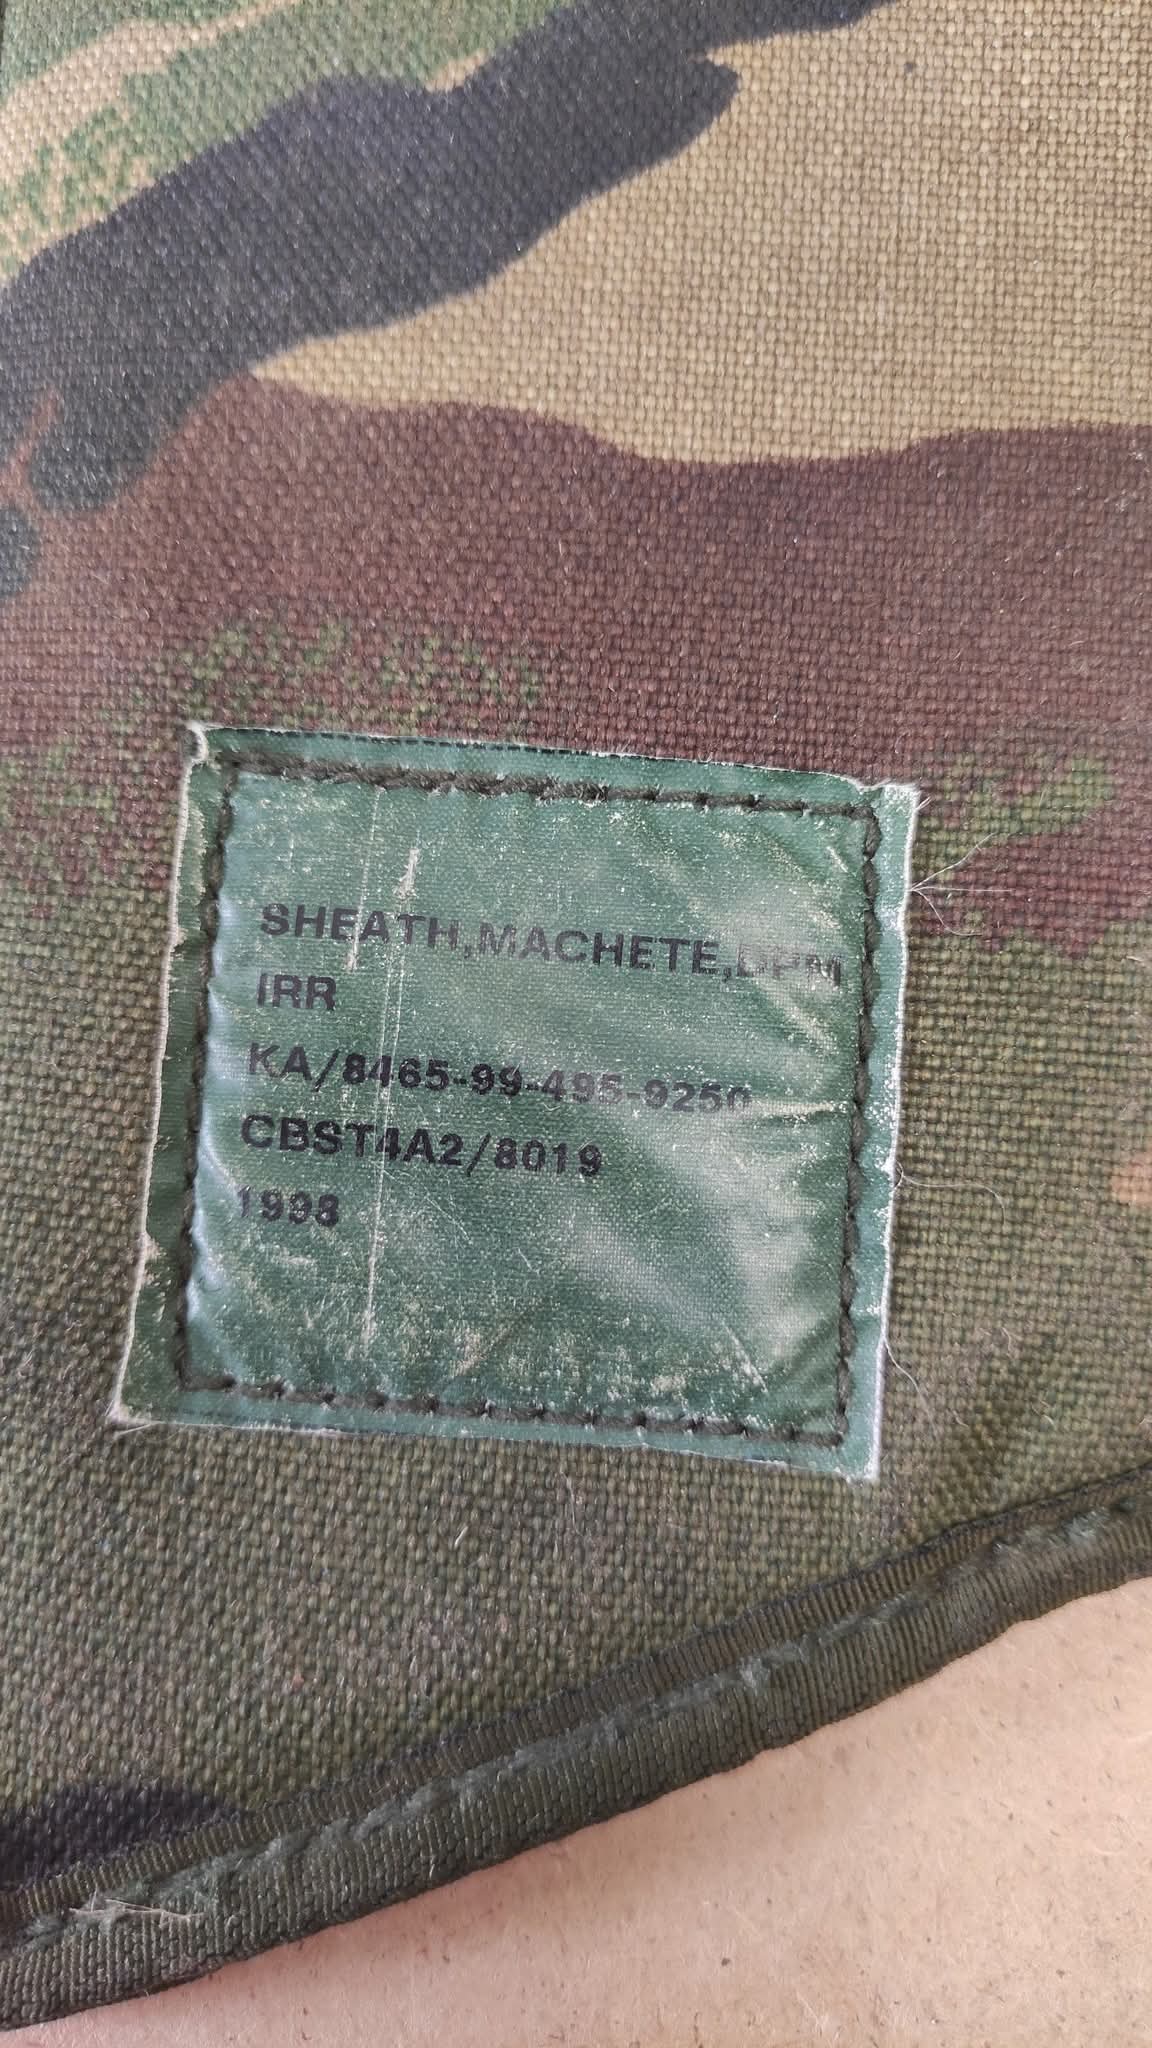 SHEATH,MACHETE,DPM
IRR
KA/8465-99-495-9250
CBST4A2/8019
1998